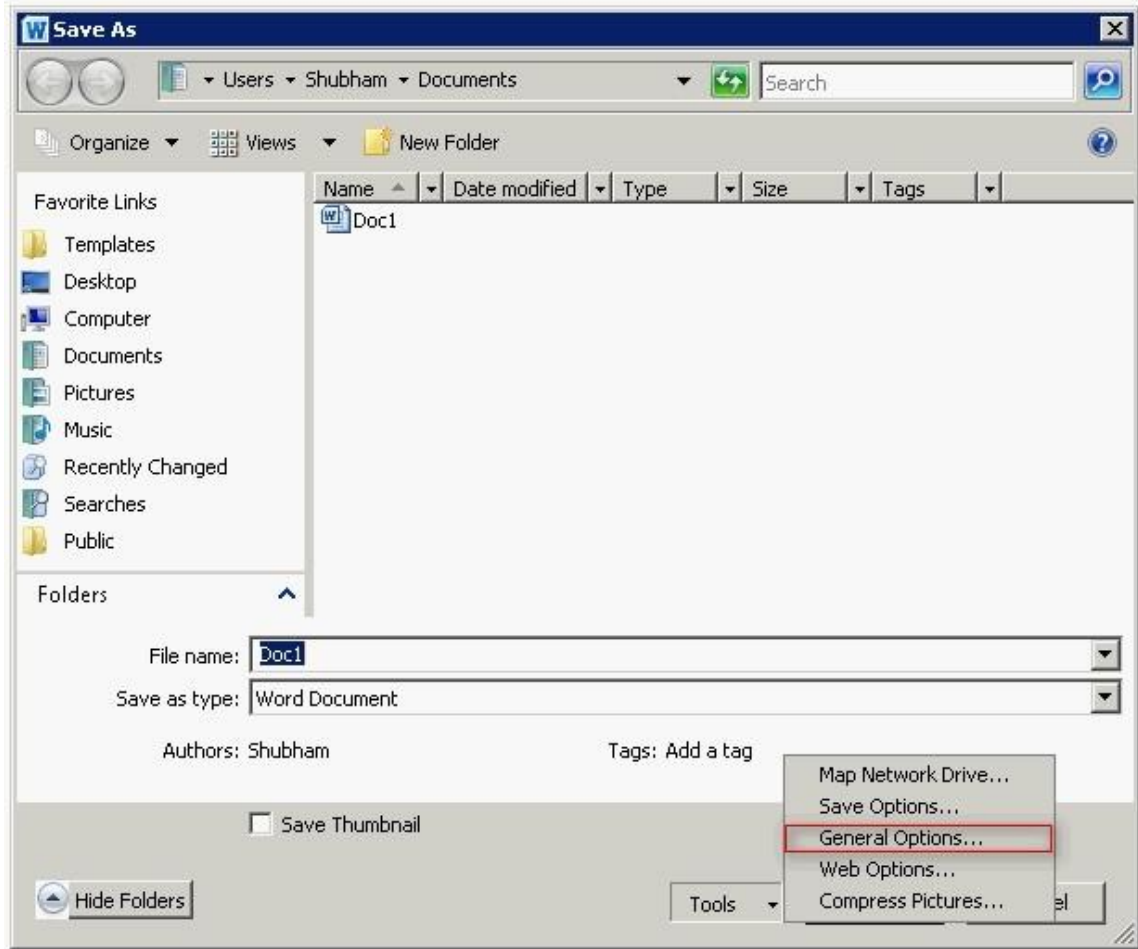 Save As
Users Shubham Documents
Search
Organize Views New Folder
Favorite Links
Templates
Desktop
Computer
Documents
Pictures
Music
Recently Changed
Searches
Public
Folders
Name Date modified Type Size Tags
Doc1
File name: Doc1
Save as type: Word Document
Authors: Shubham Tags: Add a tag
Save Thumbnail
Map Network Drive...
Save Options...
General Options...
Web Options...
Compress Pictures...
Hide Folders
Tools